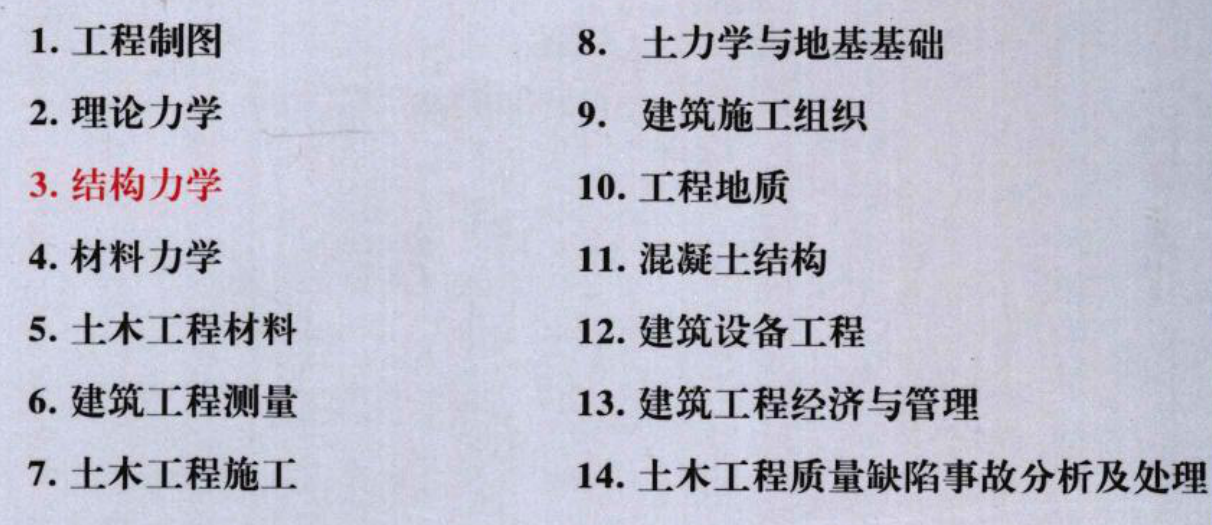 1. 工程制图
2. 理论力学
3. 结构力学
4. 材料力学
5. 土木工程材料
6. 建筑工程测量
7. 土木工程施工
8. 土力学与地基基础
9. 建筑施工组织
10. 工程地质
11. 混凝土结构
12. 建筑设备工程
13. 建筑工程经济与管理
14. 土木工程质量缺陷事故分析及处理